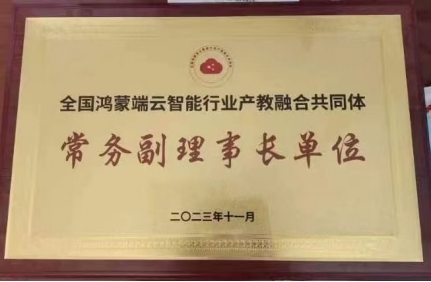 全国鸿蒙端云智能行业产教融合共同体
常务副理事长单位
二〇二三年十一月